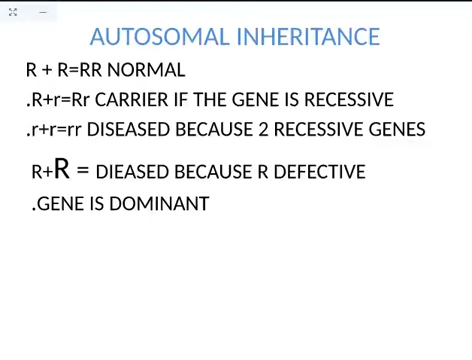 AUTOSOMAL INHERITANCE
R + R=RR NORMAL
.R+r=Rr CARRIER IF THE GENE IS RECESSIVE
.r+r=rr DISEASED BECAUSE 2 RECESSIVE GENES
R+R = DIEASED BECAUSE R DEFECTIVE
.GENE IS DOMINANT